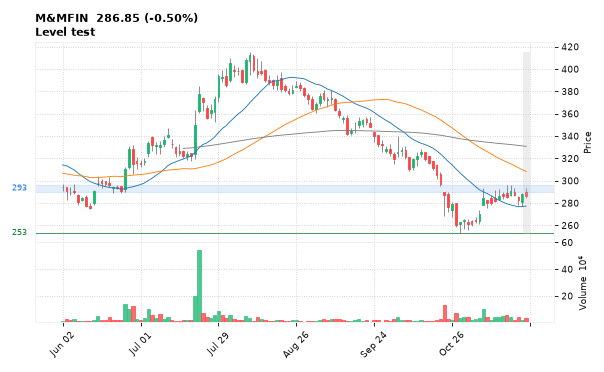 M&MFIN 286.85 (-0.50%)
Level test
420
400
380
360
340
320
300
280
260
Price
293
253
60
40
20
Volume 10⁶
Jun 02
Jul 01
Jul 29
Aug 26
Sep 24
Oct 26